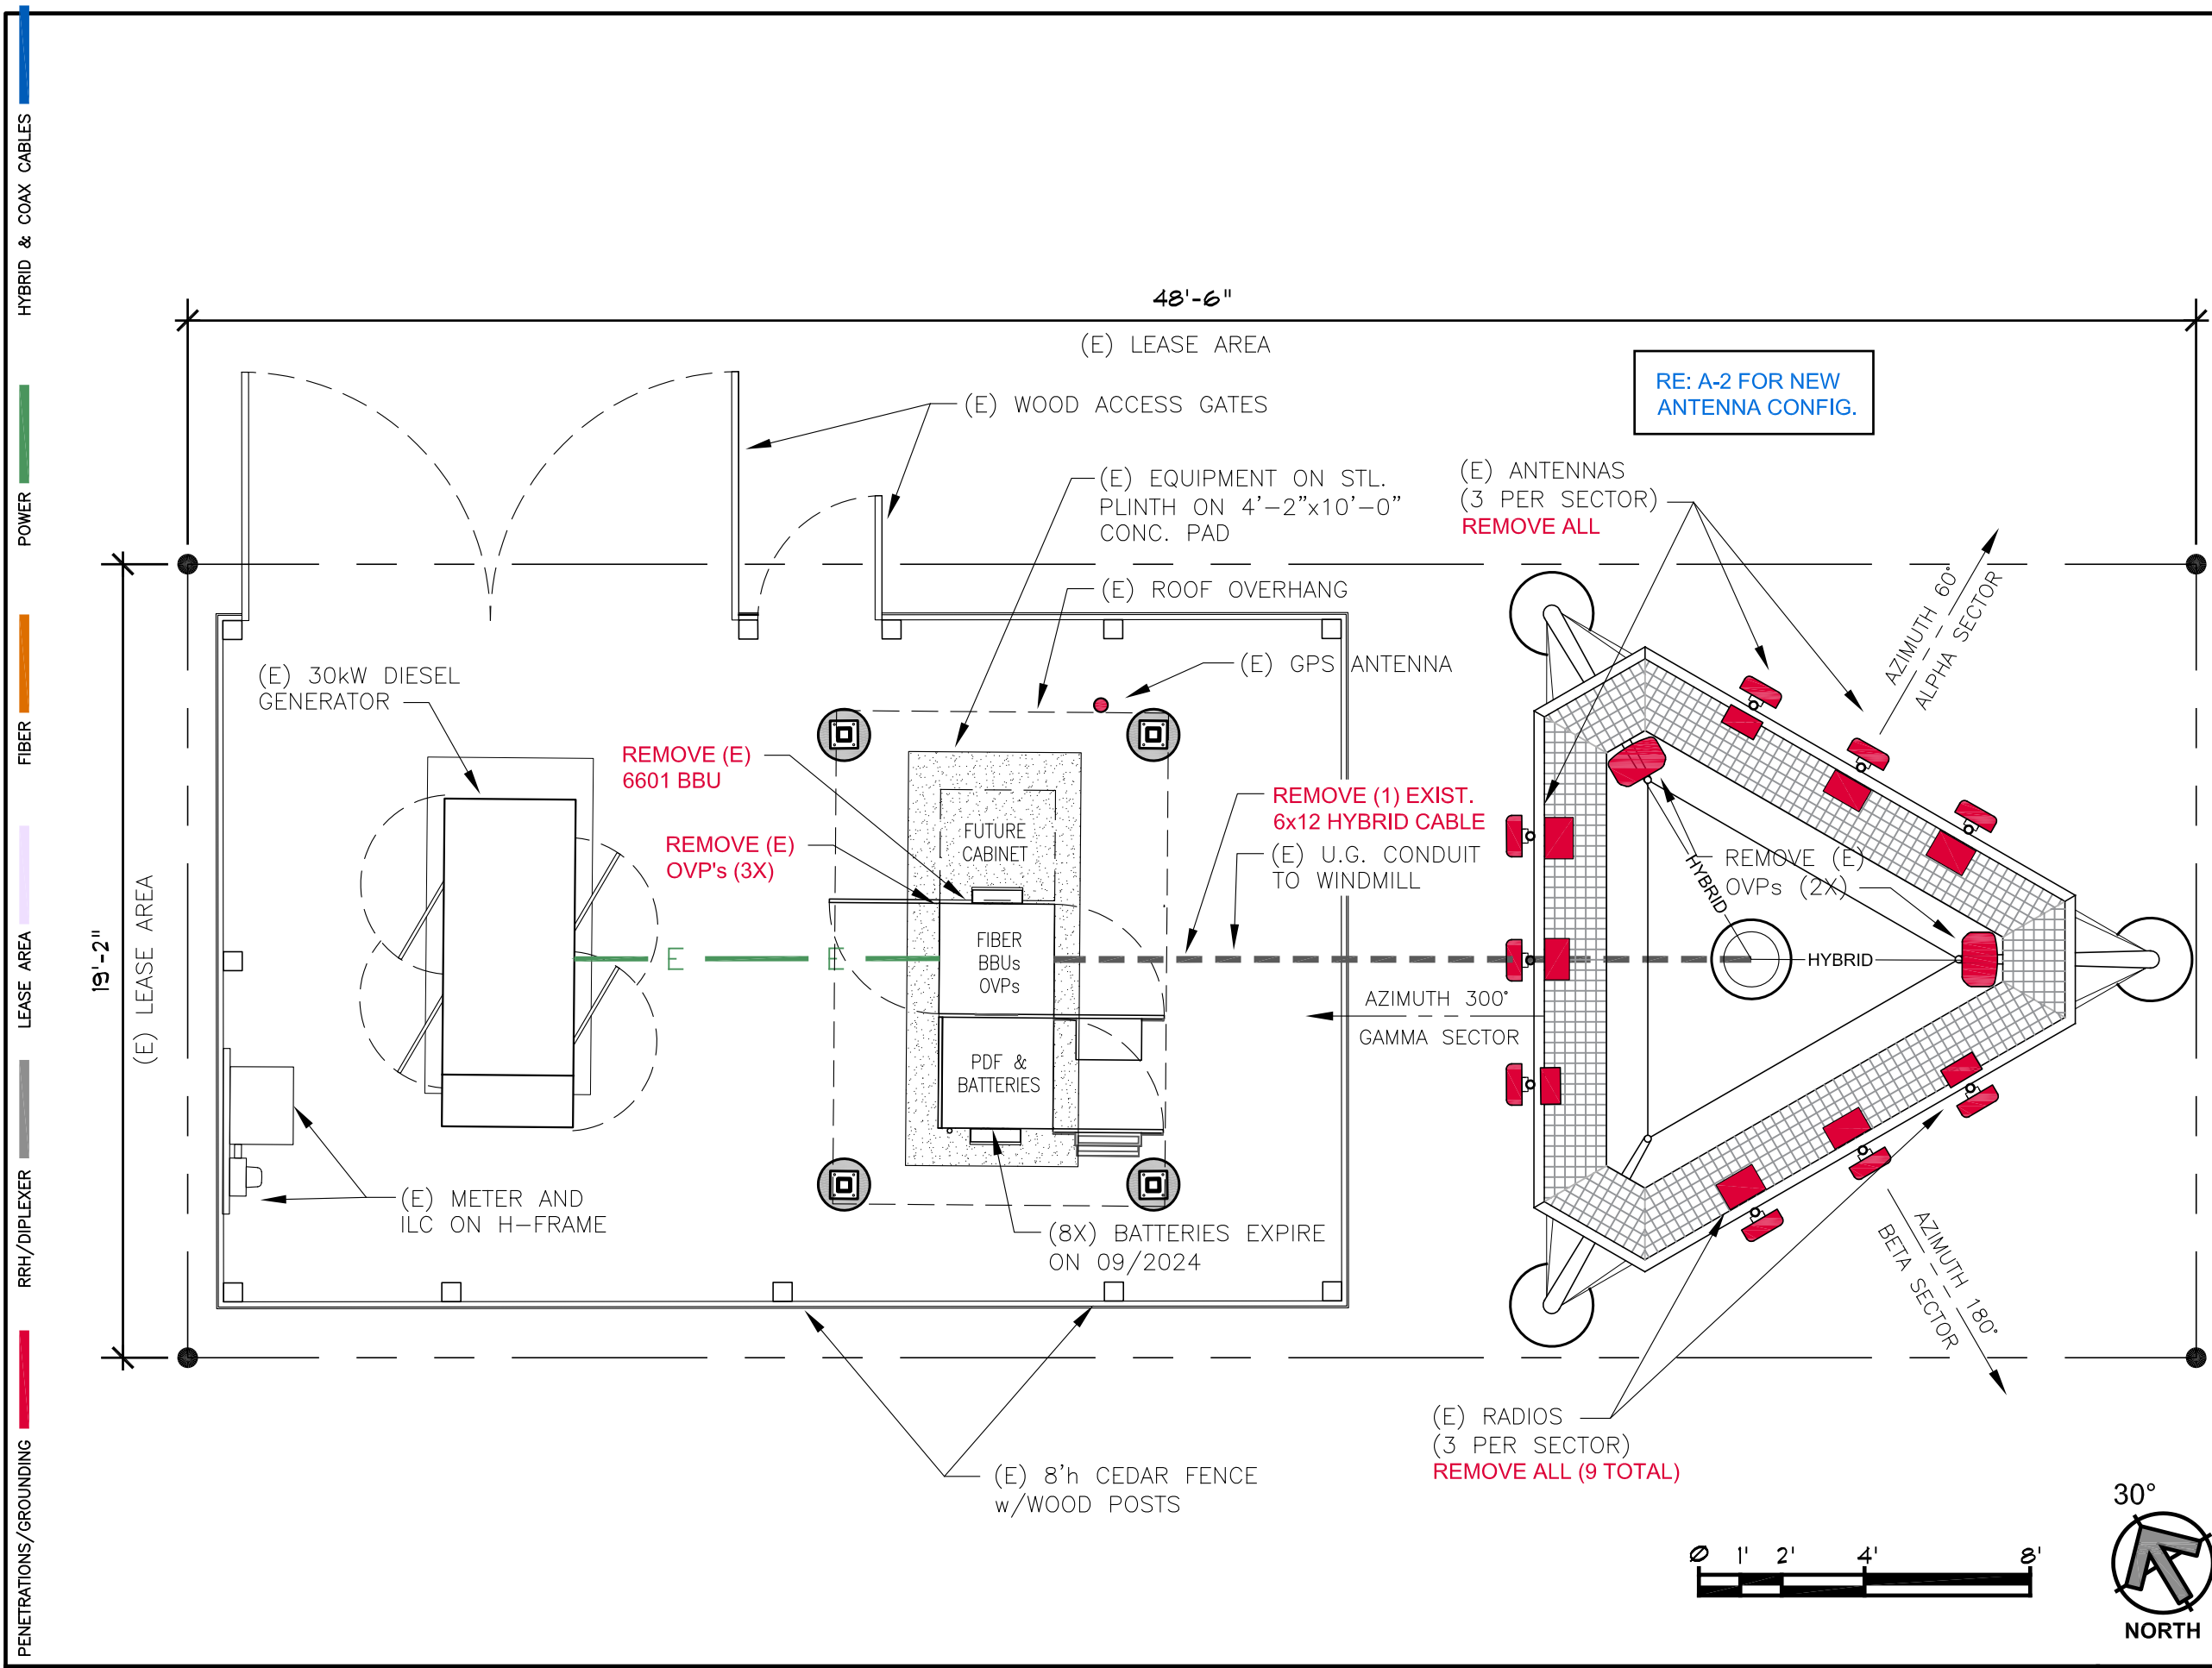 HYBRID & COAX CABLES
POWER
FIBER
LEASE AREA
RRH/DIPLEXER
PENETRATIONS/GROUNDING
48'-6"
(E) LEASE AREA
RE: A-2 FOR NEW
ANTENNA CONFIG.
(E) WOOD ACCESS GATES
(E) EQUIPMENT ON STL.
PLINTH ON 4'-2"x10'-0"
CONC. PAD
(E) ANTENNAS
(3 PER SECTOR)
REMOVE ALL
(E) ROOF OVERHANG
AZIMUTH 60°
ALPHA SECTOR
(E) GPS ANTENNA
(E) 30kW DIESEL
GENERATOR
REMOVE (E)
6601 BBU
REMOVE (E)
OVP's (3X)
FUTURE
CABINET
REMOVE (1) EXIST.
6x12 HYBRID CABLE
(E) U.G. CONDUIT
TO WINDMILL
REMOVE (E)
OVPs (2X)
HYBRID
HYBRID
19'-2"
(E) LEASE AREA
E
E
FIBER
BBUs
OVPs
AZIMUTH 300°
GAMMA SECTOR
PDF &
BATTERIES
(E) METER AND
ILC ON H-FRAME
(8X) BATTERIES EXPIRE
ON 09/2024
AZIMUTH 180°
BETA SECTOR
(E) RADIOS
(3 PER SECTOR)
REMOVE ALL (9 TOTAL)
(E) 8'h CEDAR FENCE
w/WOOD POSTS
0 1' 2' 4' 8'
30°
NORTH